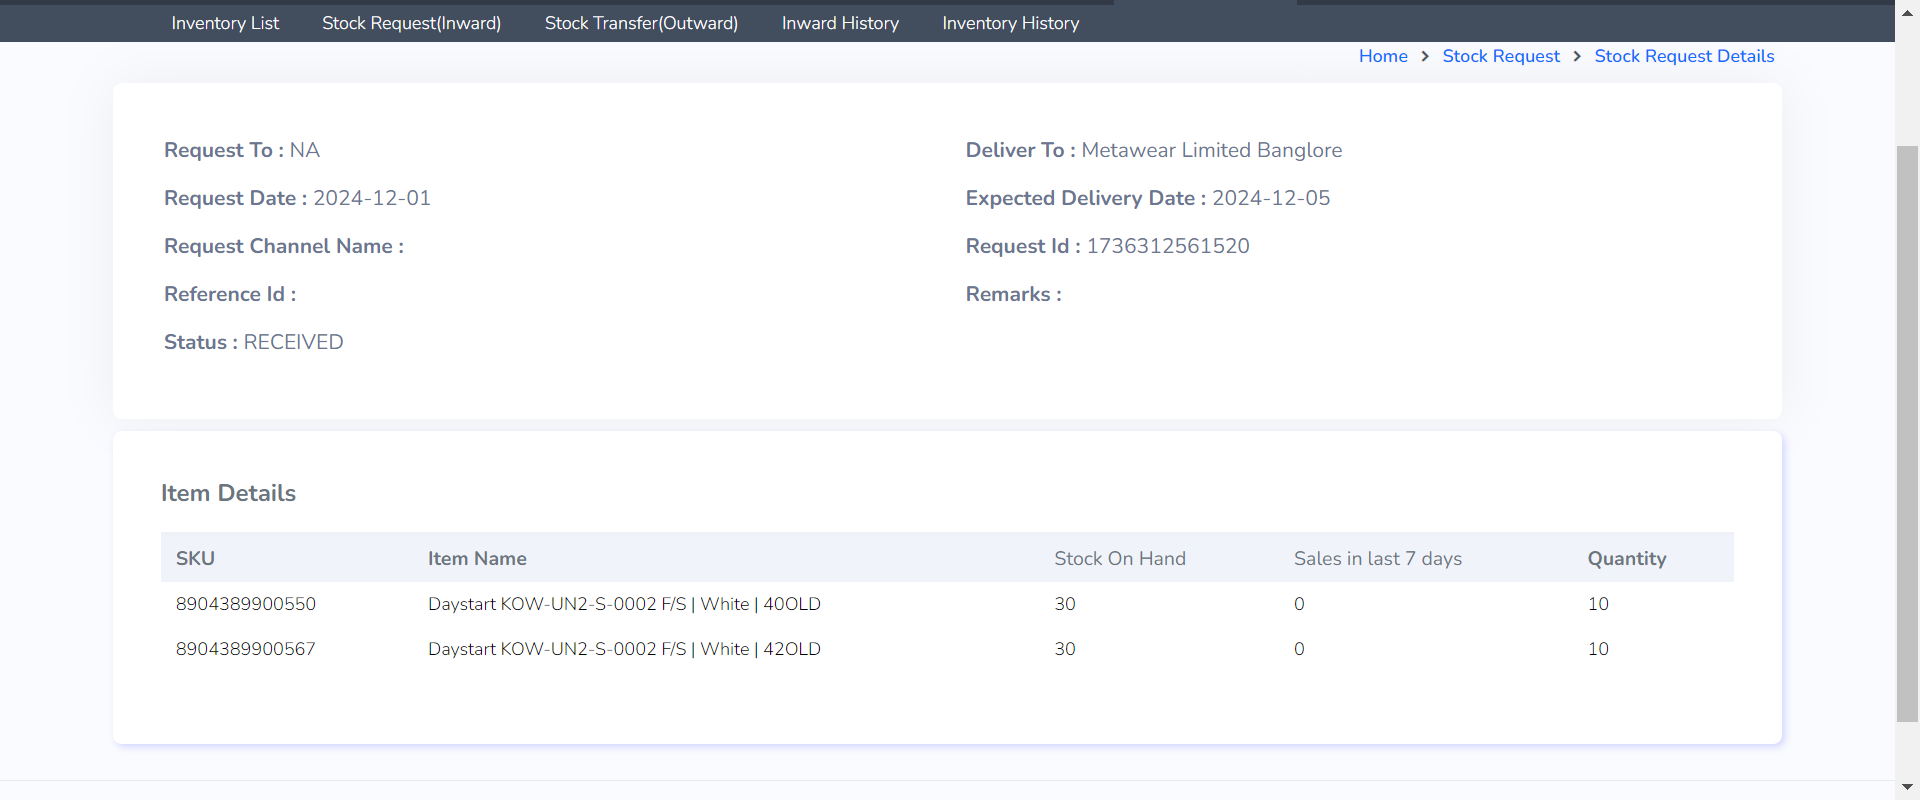 Inventory List Stock Request(Inward) Stock Transfer(Outward) Inward History Inventory History
Home > Stock Request > Stock Request Details
Request To : NA
Deliver To : Metawear Limited Banglore
Request Date : 2024-12-01
Expected Delivery Date : 2024-12-05
Request Channel Name :
Request Id : 1736312561520
Reference Id :
Remarks :
Status : RECEIVED
Item Details
SKU Item Name Stock On Hand Sales in last 7 days Quantity
8904389900550 Daystart KOW-UN2-S-0002 F/S | White | 40OLD 30 0 10
8904389900567 Daystart KOW-UN2-S-0002 F/S | White | 42OLD 30 0 10